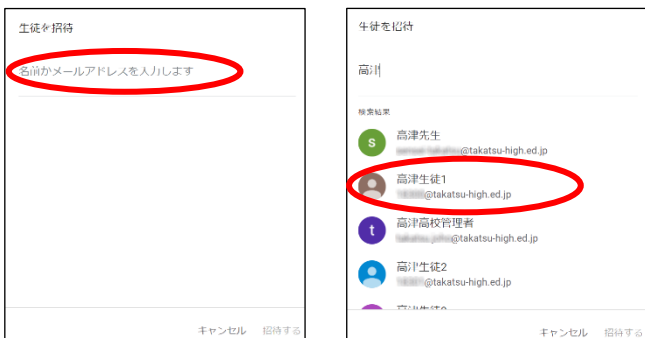 生徒を招待
名前かメールアドレスを入力します
キャンセル 招待する
生徒を招待
高津
検索結果
s
高津先生
@takatsu-high.ed.jp
高津生徒1
@takatsu-high.ed.jp
t
高津高校管理者
@takatsu-high.ed.jp
高津生徒2
@takatsu-high.ed.jp
キャンセル 招待する